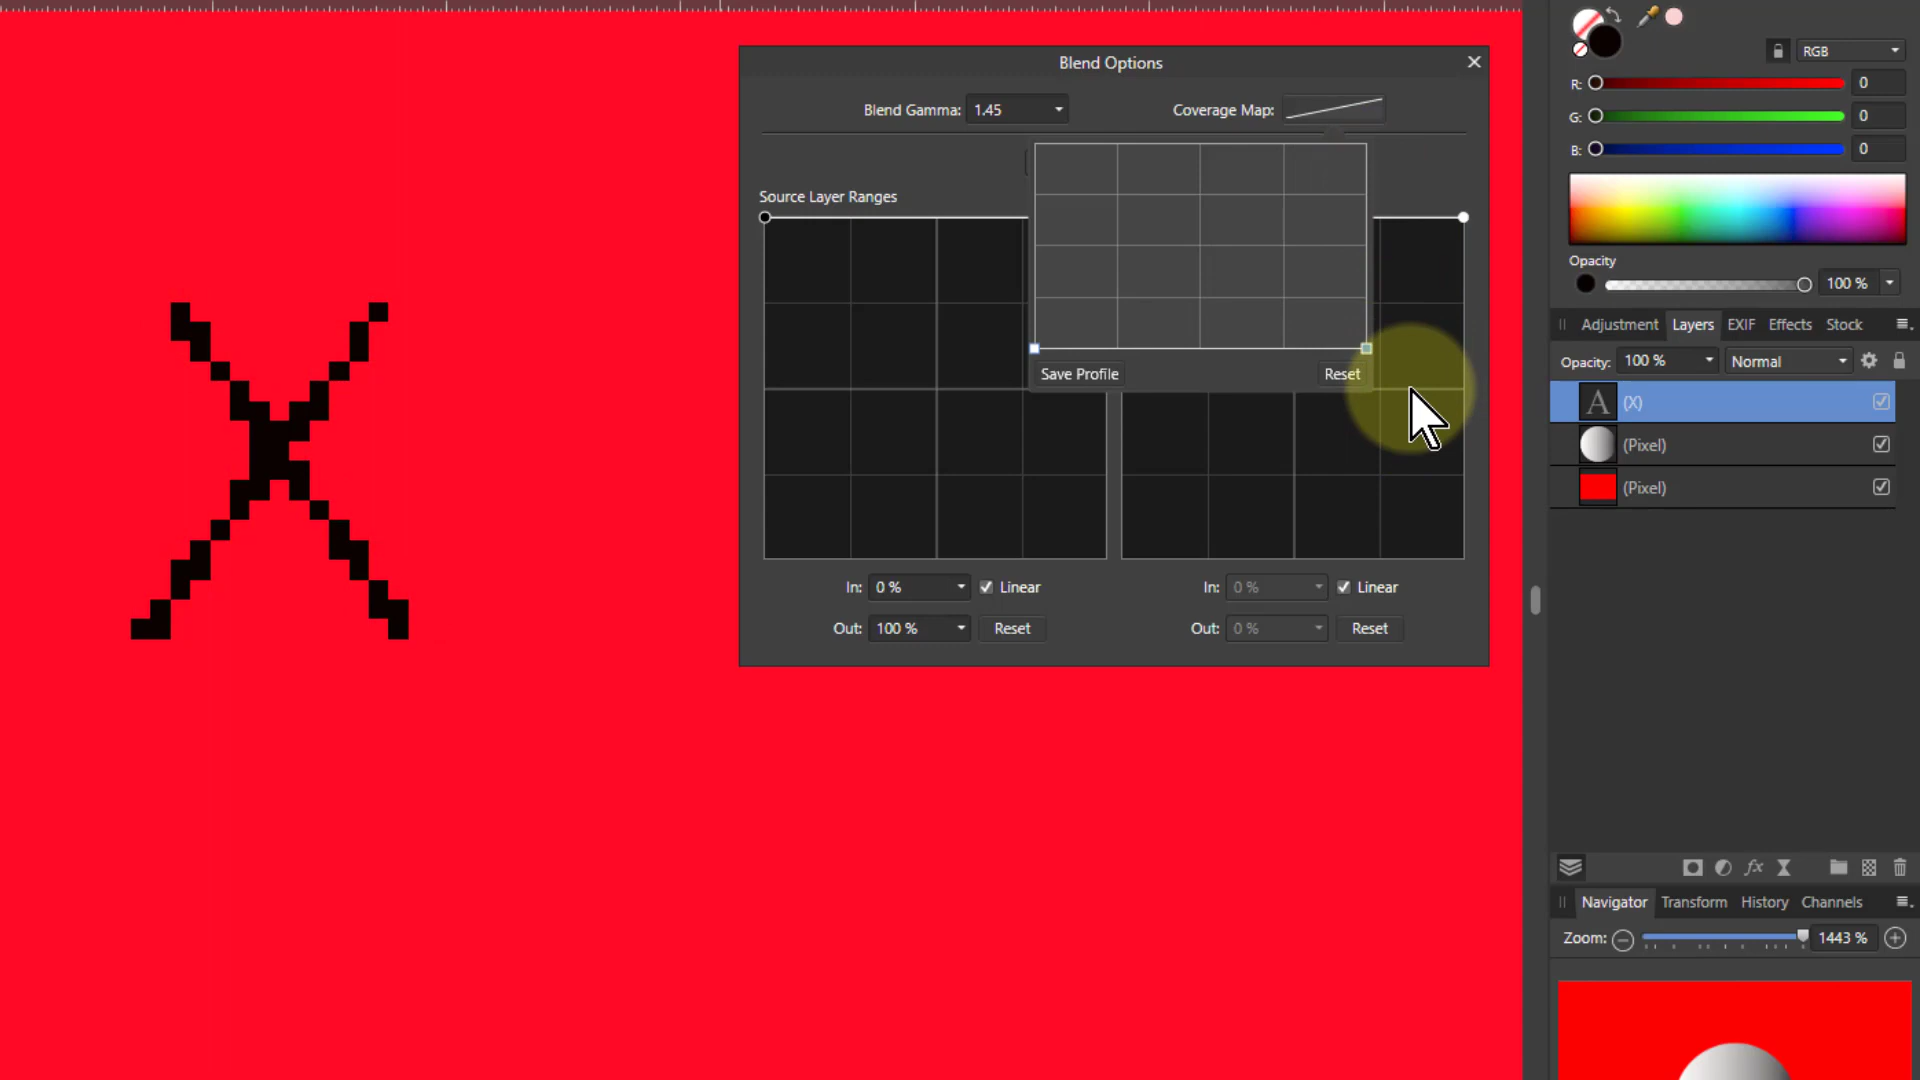 X
Blend Options
Blend Gamma: 1.45
Coverage Map:
Source Layer Ranges
Save Profile
Reset
In: 0 %
Linear
Out: 100 %
Reset
In: 0 %
Linear
Out: 0 %
Reset
RGB
R: 0
G: 0
B: 0
Opacity
100 %
Adjustment Layers EXIF Effects Stock
Opacity: 100 % Normal
A (X)
(Pixel)
(Pixel)
fx
Navigator Transform History Channels
Zoom: 1443 %